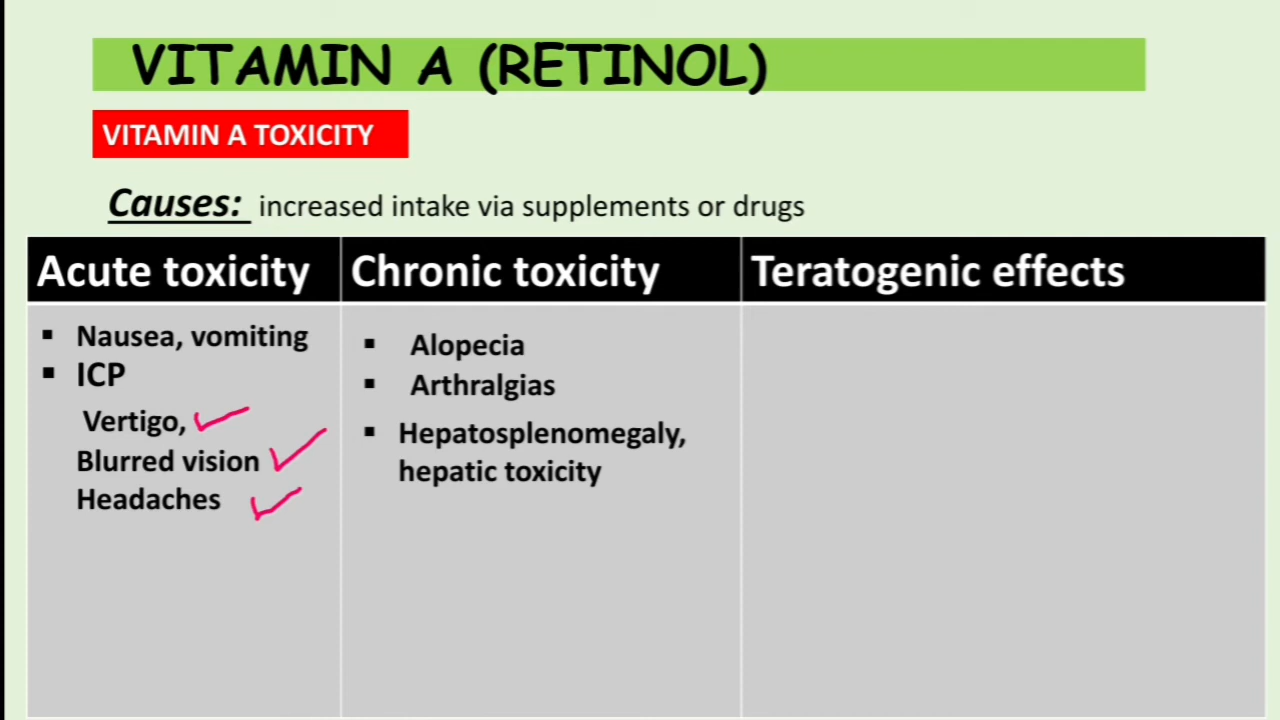 VITAMIN A (RETINOL)
VITAMIN A TOXICITY
Causes: increased intake via supplements or drugs
Acute toxicity
Chronic toxicity
Teratogenic effects
▪ Nausea, vomiting
▪ ICP
Vertigo,
Blurred vision
Headaches
▪ Alopecia
▪ Arthralgias
▪ Hepatosplenomegaly,
hepatic toxicity